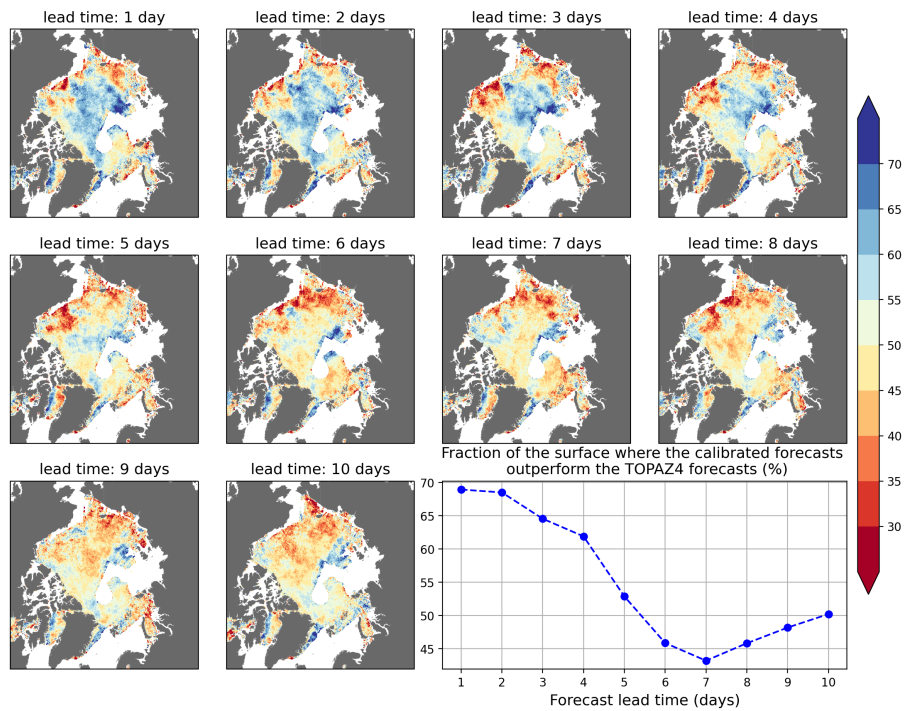 lead time: 1 day
lead time: 2 days
lead time: 3 days
lead time: 4 days
lead time: 5 days
lead time: 6 days
lead time: 7 days
lead time: 8 days
70
65
60
55
50
45
40
35
30
lead time: 9 days
lead time: 10 days
Fraction of the surface where the calibrated forecasts
outperform the TOPAZ4 forecasts (%)
70
65
60
55
50
45
1 2 3 4 5 6 7 8 9 10
Forecast lead time (days)